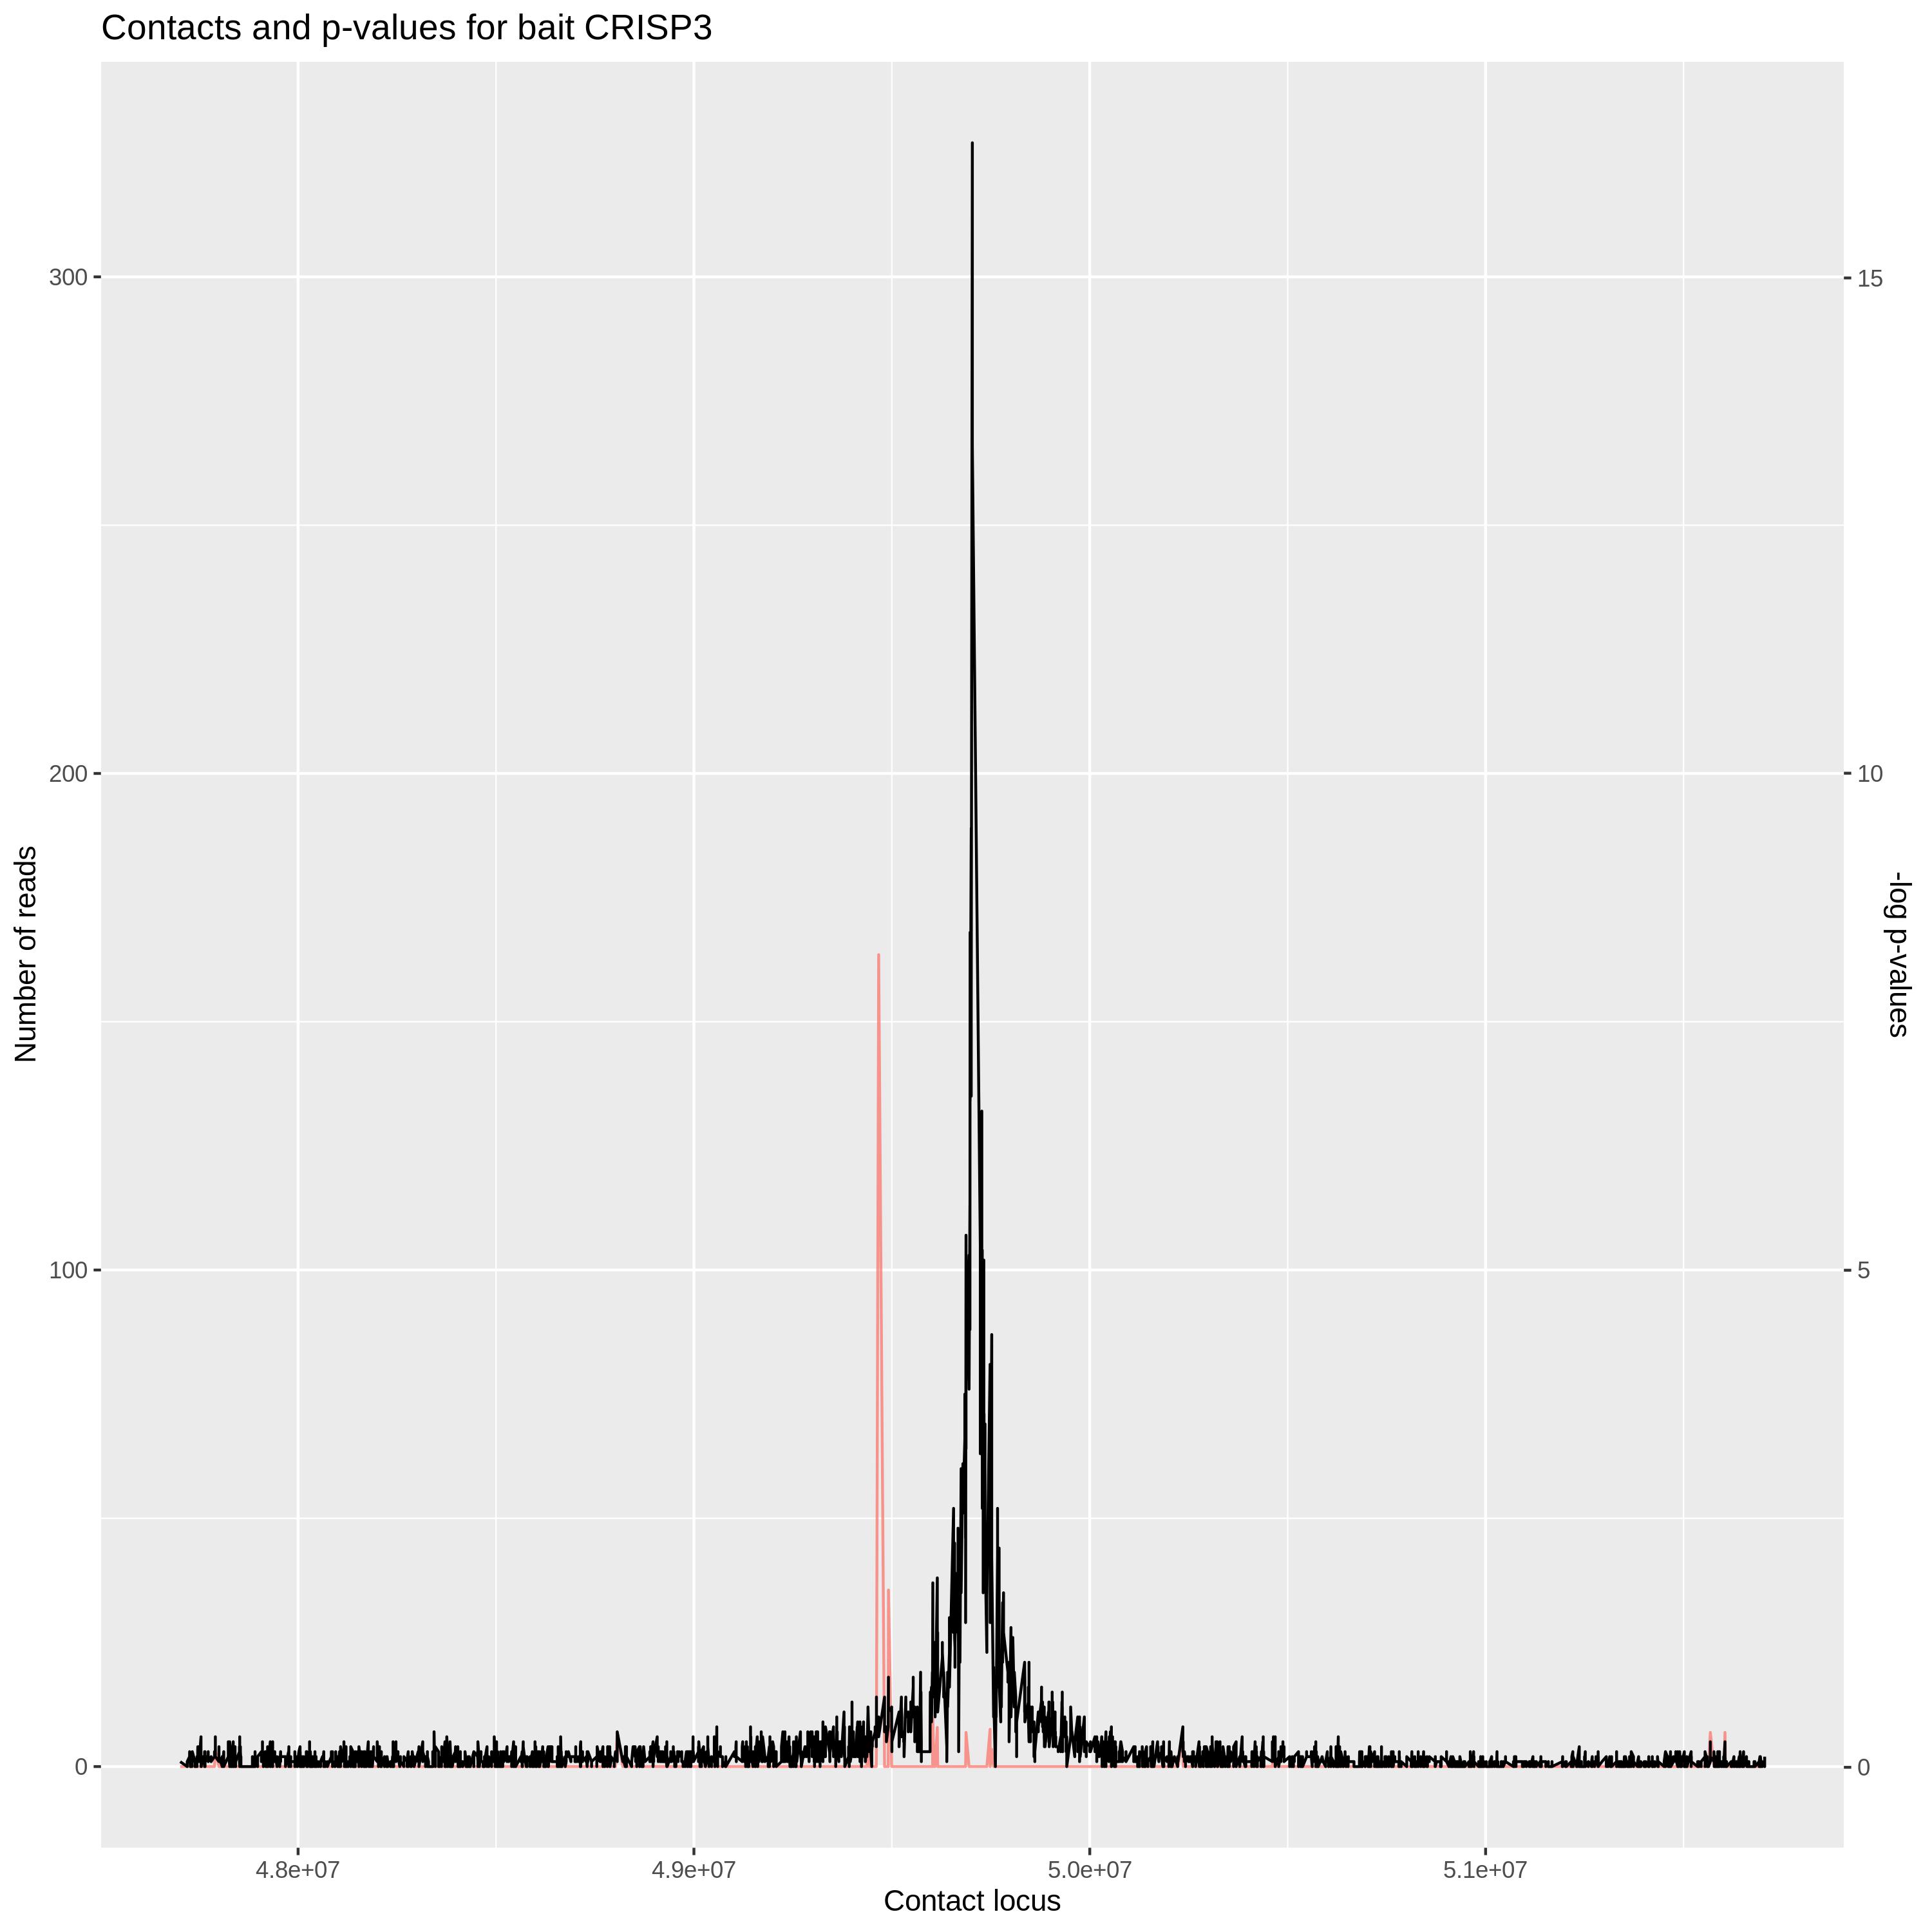 Contacts and p-values for bait CRISP3
300
200
100
0
15
10
5
0
Number of reads
-log p-values
4.8e+07
4.9e+07
5.0e+07
5.1e+07
Contact locus